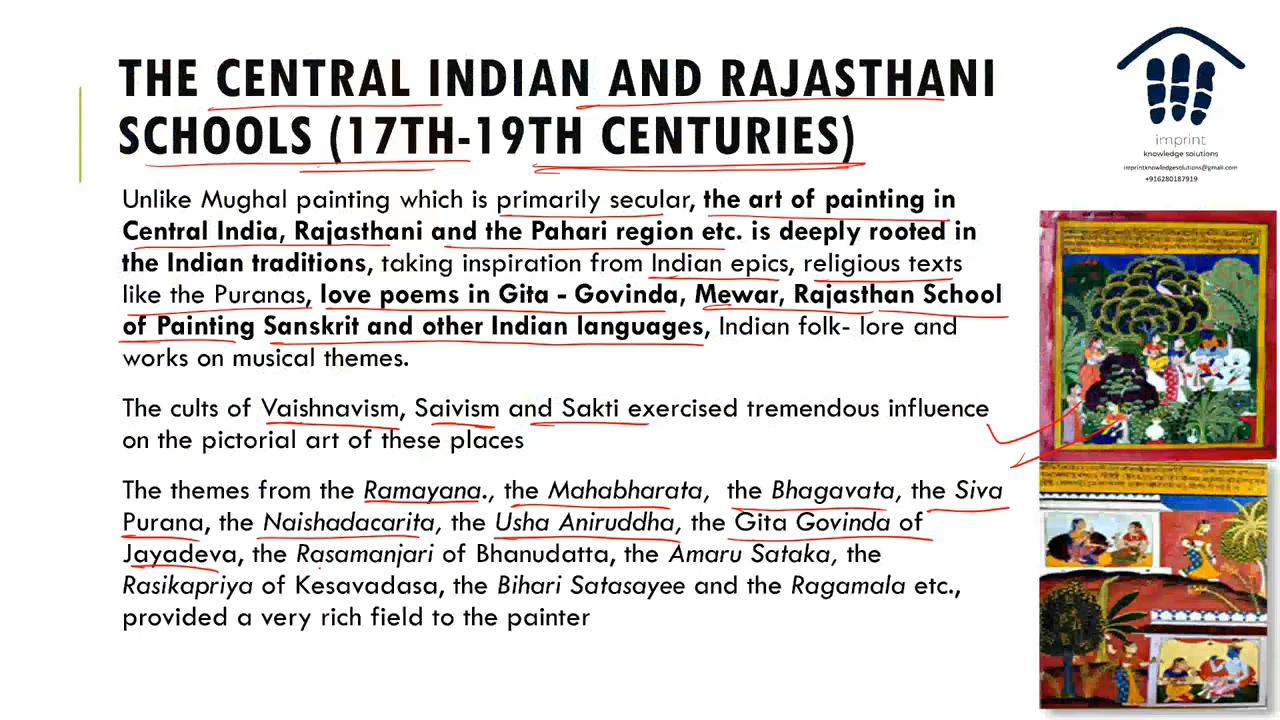 THE CENTRAL INDIAN AND RAJASTHANI
SCHOOLS (17TH-19TH CENTURIES)
imprint
knowledge solutions
imprintknowledgesolutions@gmail.com
+916280187919
Unlike Mughal painting which is primarily secular, the art of painting in
Central India, Rajasthani and the Pahari region etc. is deeply rooted in
the Indian traditions, taking inspiration from Indian epics, religious texts
like the Puranas, love poems in Gita - Govinda, Mewar, Rajasthan School
of Painting Sanskrit and other Indian languages, Indian folk- lore and
works on musical themes.
The cults of Vaishnavism, Saivism and Sakti exercised tremendous influence
on the pictorial art of these places
The themes from the Ramayana., the Mahabharata, the Bhagavata, the Siva
Purana, the Naishadacarita, the Usha Aniruddha, the Gita Govinda of
Jayadeva, the Rasamanjari of Bhanudatta, the Amaru Sataka, the
Rasikapriya of Kesavadasa, the Bihari Satasayee and the Ragamala etc.,
provided a very rich field to the painter